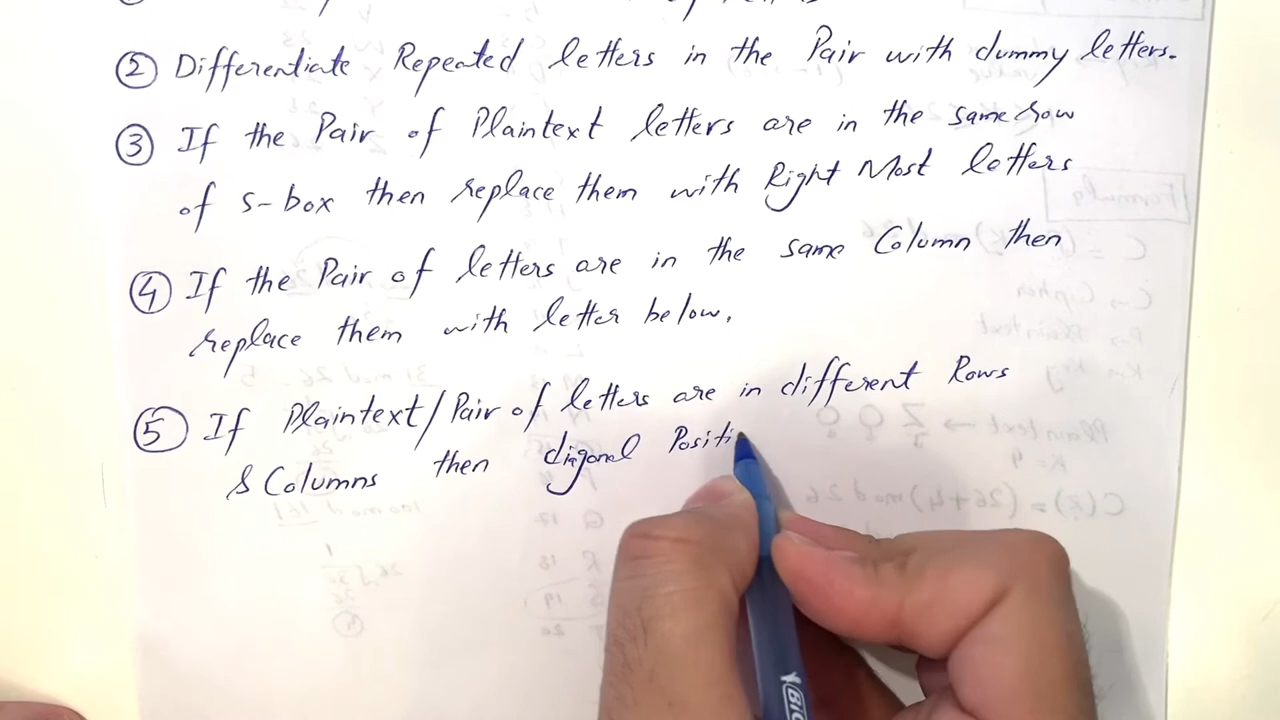 ② Differentiate Repeated letters in the Pair with dummy letters.
③ If the Pair of Plaintext letters are in the same row
of S-box then replace them with Right Most letters
④ If the Pair of letters are in the same Column then
replace them with letter below.
⑤ If Plaintext/Pair of letters are in different Rows
& Columns then digonal Positi
BIC